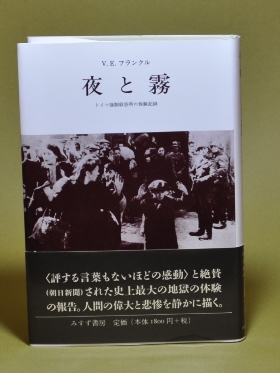 V. E. フランクル
夜と霧
ドイツ強制収容所の体験記録
〈評する言葉もないほどの感動〉と絶賛
(朝日新聞)された史上最大の地獄の体験
の報告。人間の偉大と悲惨を静かに描く。
みすず書房 定価(本体1800円+税)